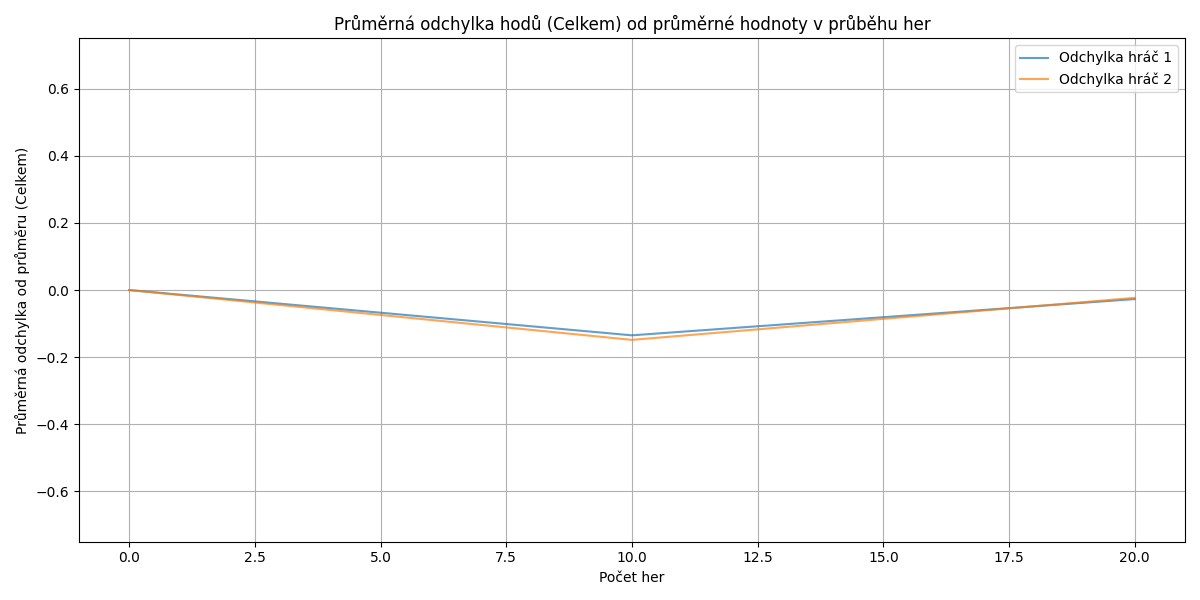 Průměrná odchylka hodů (Celkem) od průměrné hodnoty v průběhu her
Odchylka hráč 1
Odchylka hráč 2
Průměrná odchylka od průměru (Celkem)
0.6
0.4
0.2
0.0
−0.2
−0.4
−0.6
0.0 2.5 5.0 7.5 10.0 12.5 15.0 17.5 20.0
Počet her